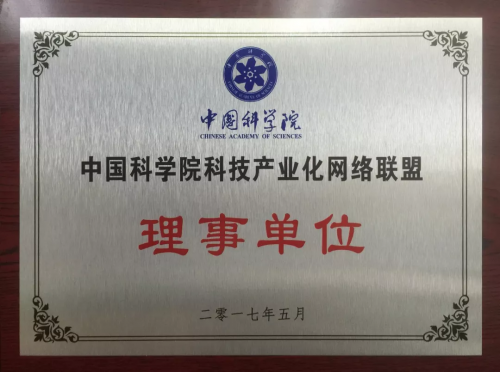 中国科学院
CHINESE ACADEMY OF SCIENCES
中国科学院科技产业化网络联盟
理事单位
二零一七年五月